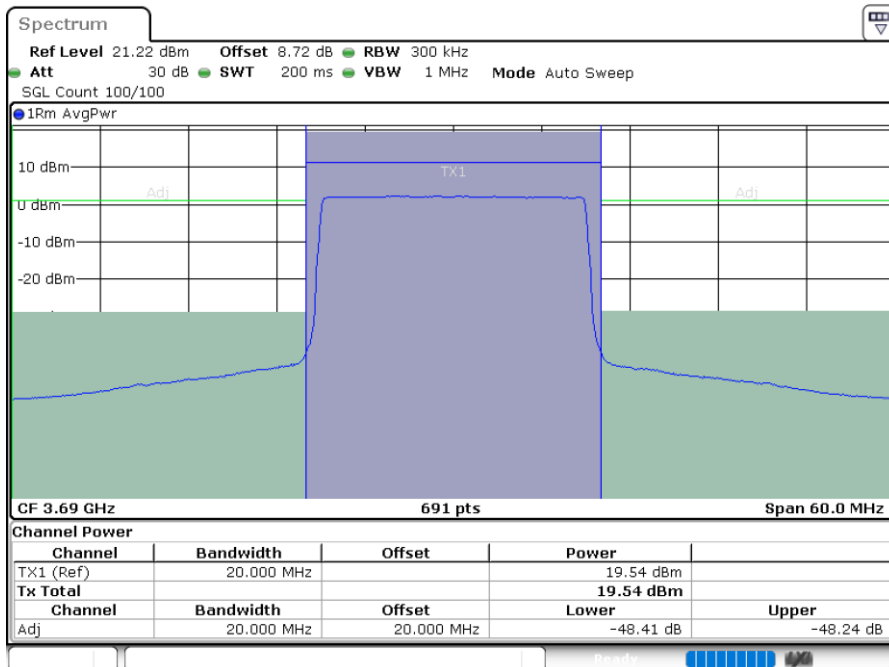 Spectrum
Ref Level 21.22 dBm Offset 8.72 dB RBW 300 kHz
Att 30 dB SWT 200 ms VBW 1 MHz Mode Auto Sweep
SGL Count 100/100
1Rm AvgPwr
10 dBm
TX1
Adj Adj
0 dBm
-10 dBm
-20 dBm
CF 3.69 GHz 691 pts Span 60.0 MHz
Channel Power
Channel Bandwidth Offset Power
TX1 (Ref) 20.000 MHz 19.54 dBm
Tx Total 19.54 dBm
Channel Bandwidth Offset Lower Upper
Adj 20.000 MHz 20.000 MHz -48.41 dB -48.24 dB
Ready